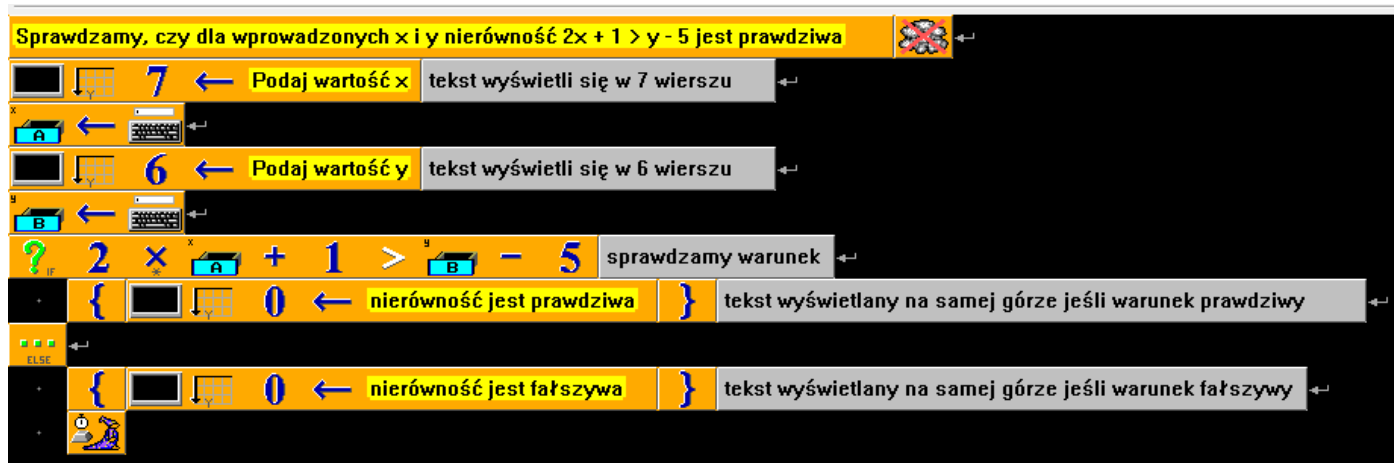 Sprawdzamy, czy dla wprowadzonych x i y nierówność 2x + 1 > y - 5 jest prawdziwa
Y 7 ← Podaj wartość x tekst wyświetli się w 7 wierszu
x A ←
Y 6 ← Podaj wartość y tekst wyświetli się w 6 wierszu
y B ←
? IF 2 × * x A + 1 > y B - 5 sprawdzamy warunek
{ Y 0 ← nierówność jest prawdziwa } tekst wyświetlany na samej górze jeśli warunek prawdziwy
ELSE
{ Y 0 ← nierówność jest fałszywa } tekst wyświetlany na samej górze jeśli warunek fałszywy